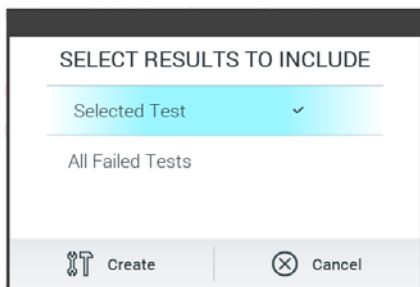 SELECT RESULTS TO INCLUDE
Selected Test
All Failed Tests
Create Cancel